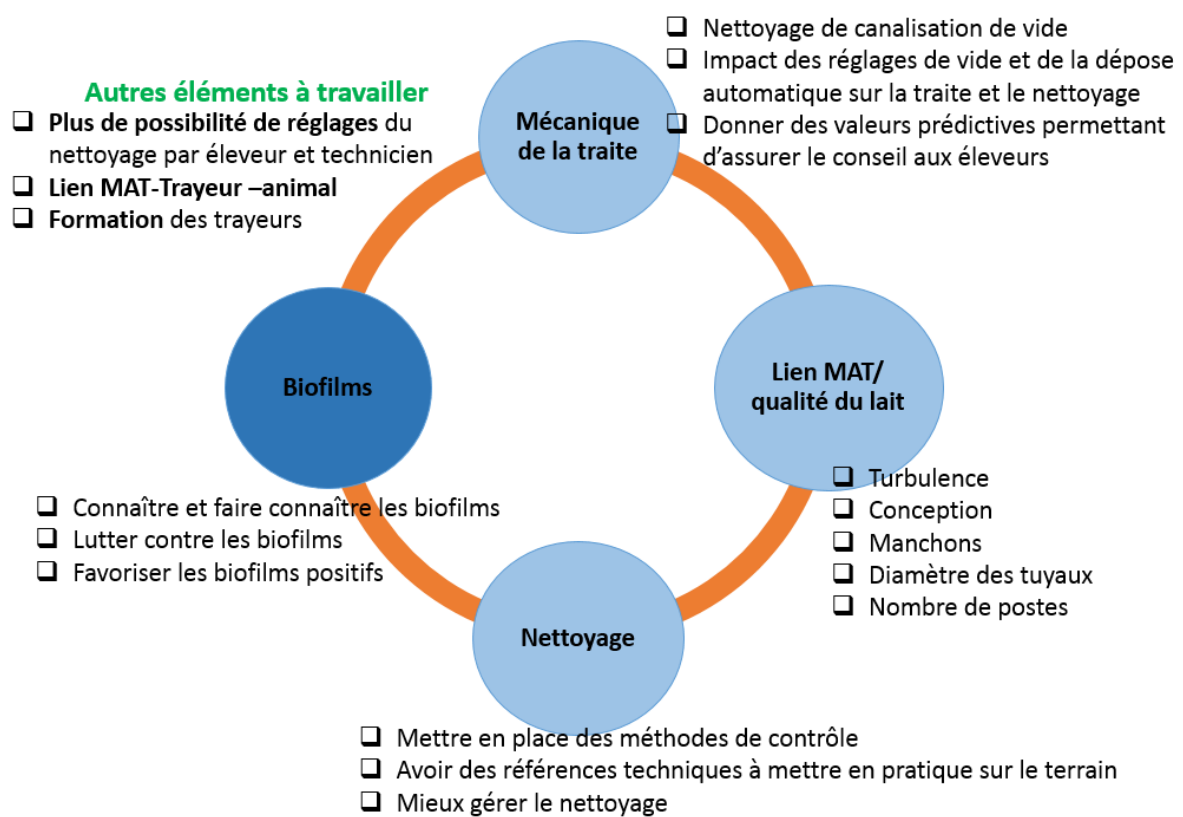 Autres éléments à travailler
❑ Plus de possibilité de réglages du
nettoyage par éleveur et technicien
❑ Lien MAT-Trayeur –animal
❑ Formation des trayeurs
Mécanique
de la traite
❑ Nettoyage de canalisation de vide
❑ Impact des réglages de vide et de la dépose
automatique sur la traite et le nettoyage
❑ Donner des valeurs prédictives permettant
d’assurer le conseil aux éleveurs
Biofilms
Lien MAT/
qualité du lait
❑ Connaître et faire connaître les biofilms
❑ Lutter contre les biofilms
❑ Favoriser les biofilms positifs
❑ Turbulence
❑ Conception
❑ Manchons
❑ Diamètre des tuyaux
❑ Nombre de postes
Nettoyage
❑ Mettre en place des méthodes de contrôle
❑ Avoir des références techniques à mettre en pratique sur le terrain
❑ Mieux gérer le nettoyage